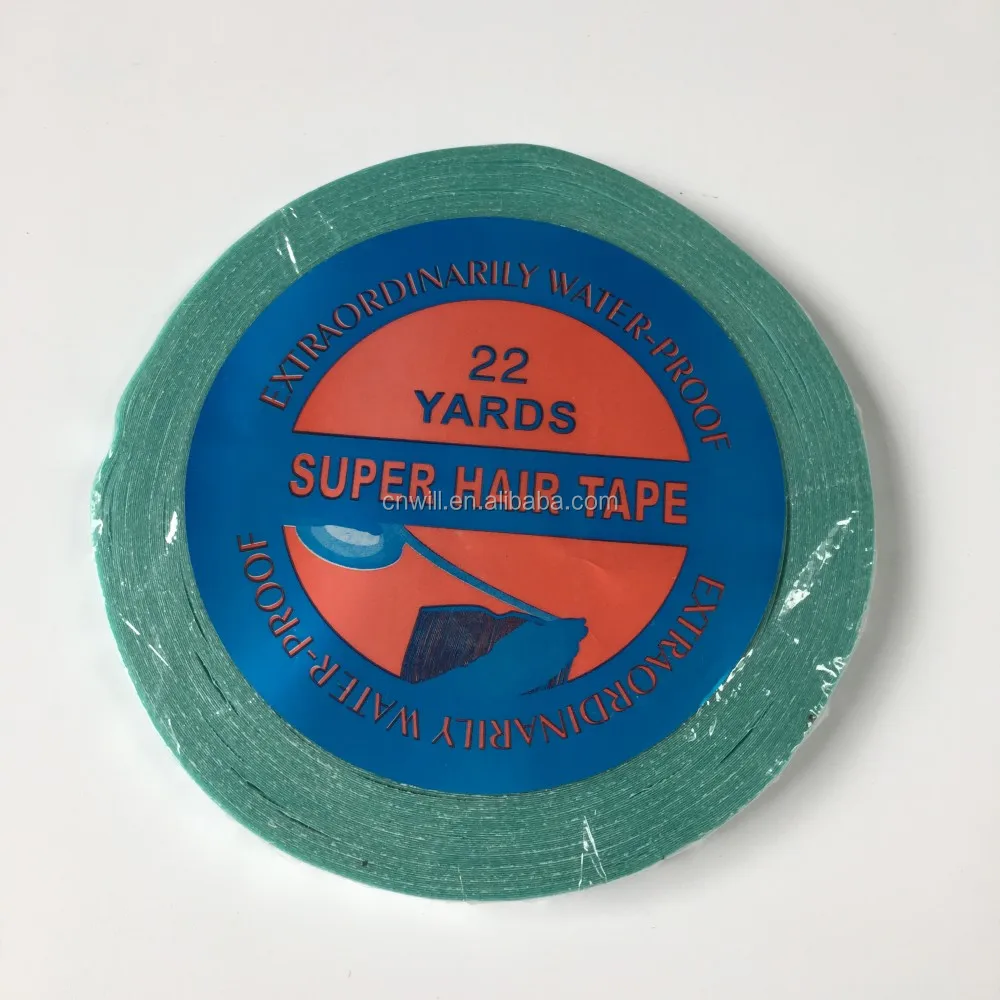 EXTRAORDINARILY WATER-PROOF
22
YARDS
SUPER HAIR TAPE
cnwill.en.alibaba.com
EXTRAORDINARILY WATER-PROOF